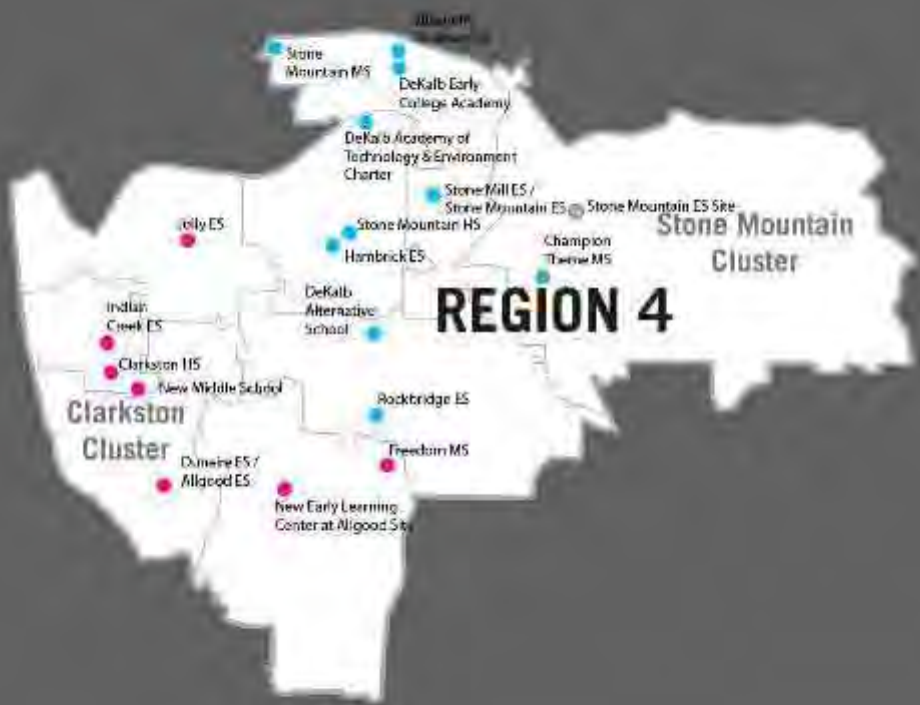 Stone
Mountain MS
DeKalb Early
College Academy
DeKalb Academy of
Technology & Environment
Charter
Stone Mill ES /
Stone Mountain ES
Stone Mountain ES Site
Stone Mountain
Cluster
Jolly ES
Stone Mountain HS
Hambrick ES
Champion
Theme MS
DeKalb
Alternative
School
REGION 4
Indian
Creek ES
Clarkston HS
New Middle School
Clarkston
Cluster
Rockbridge ES
Freedom MS
Dunaire ES /
Allgood ES
New Early Learning
Center at Allgood Site